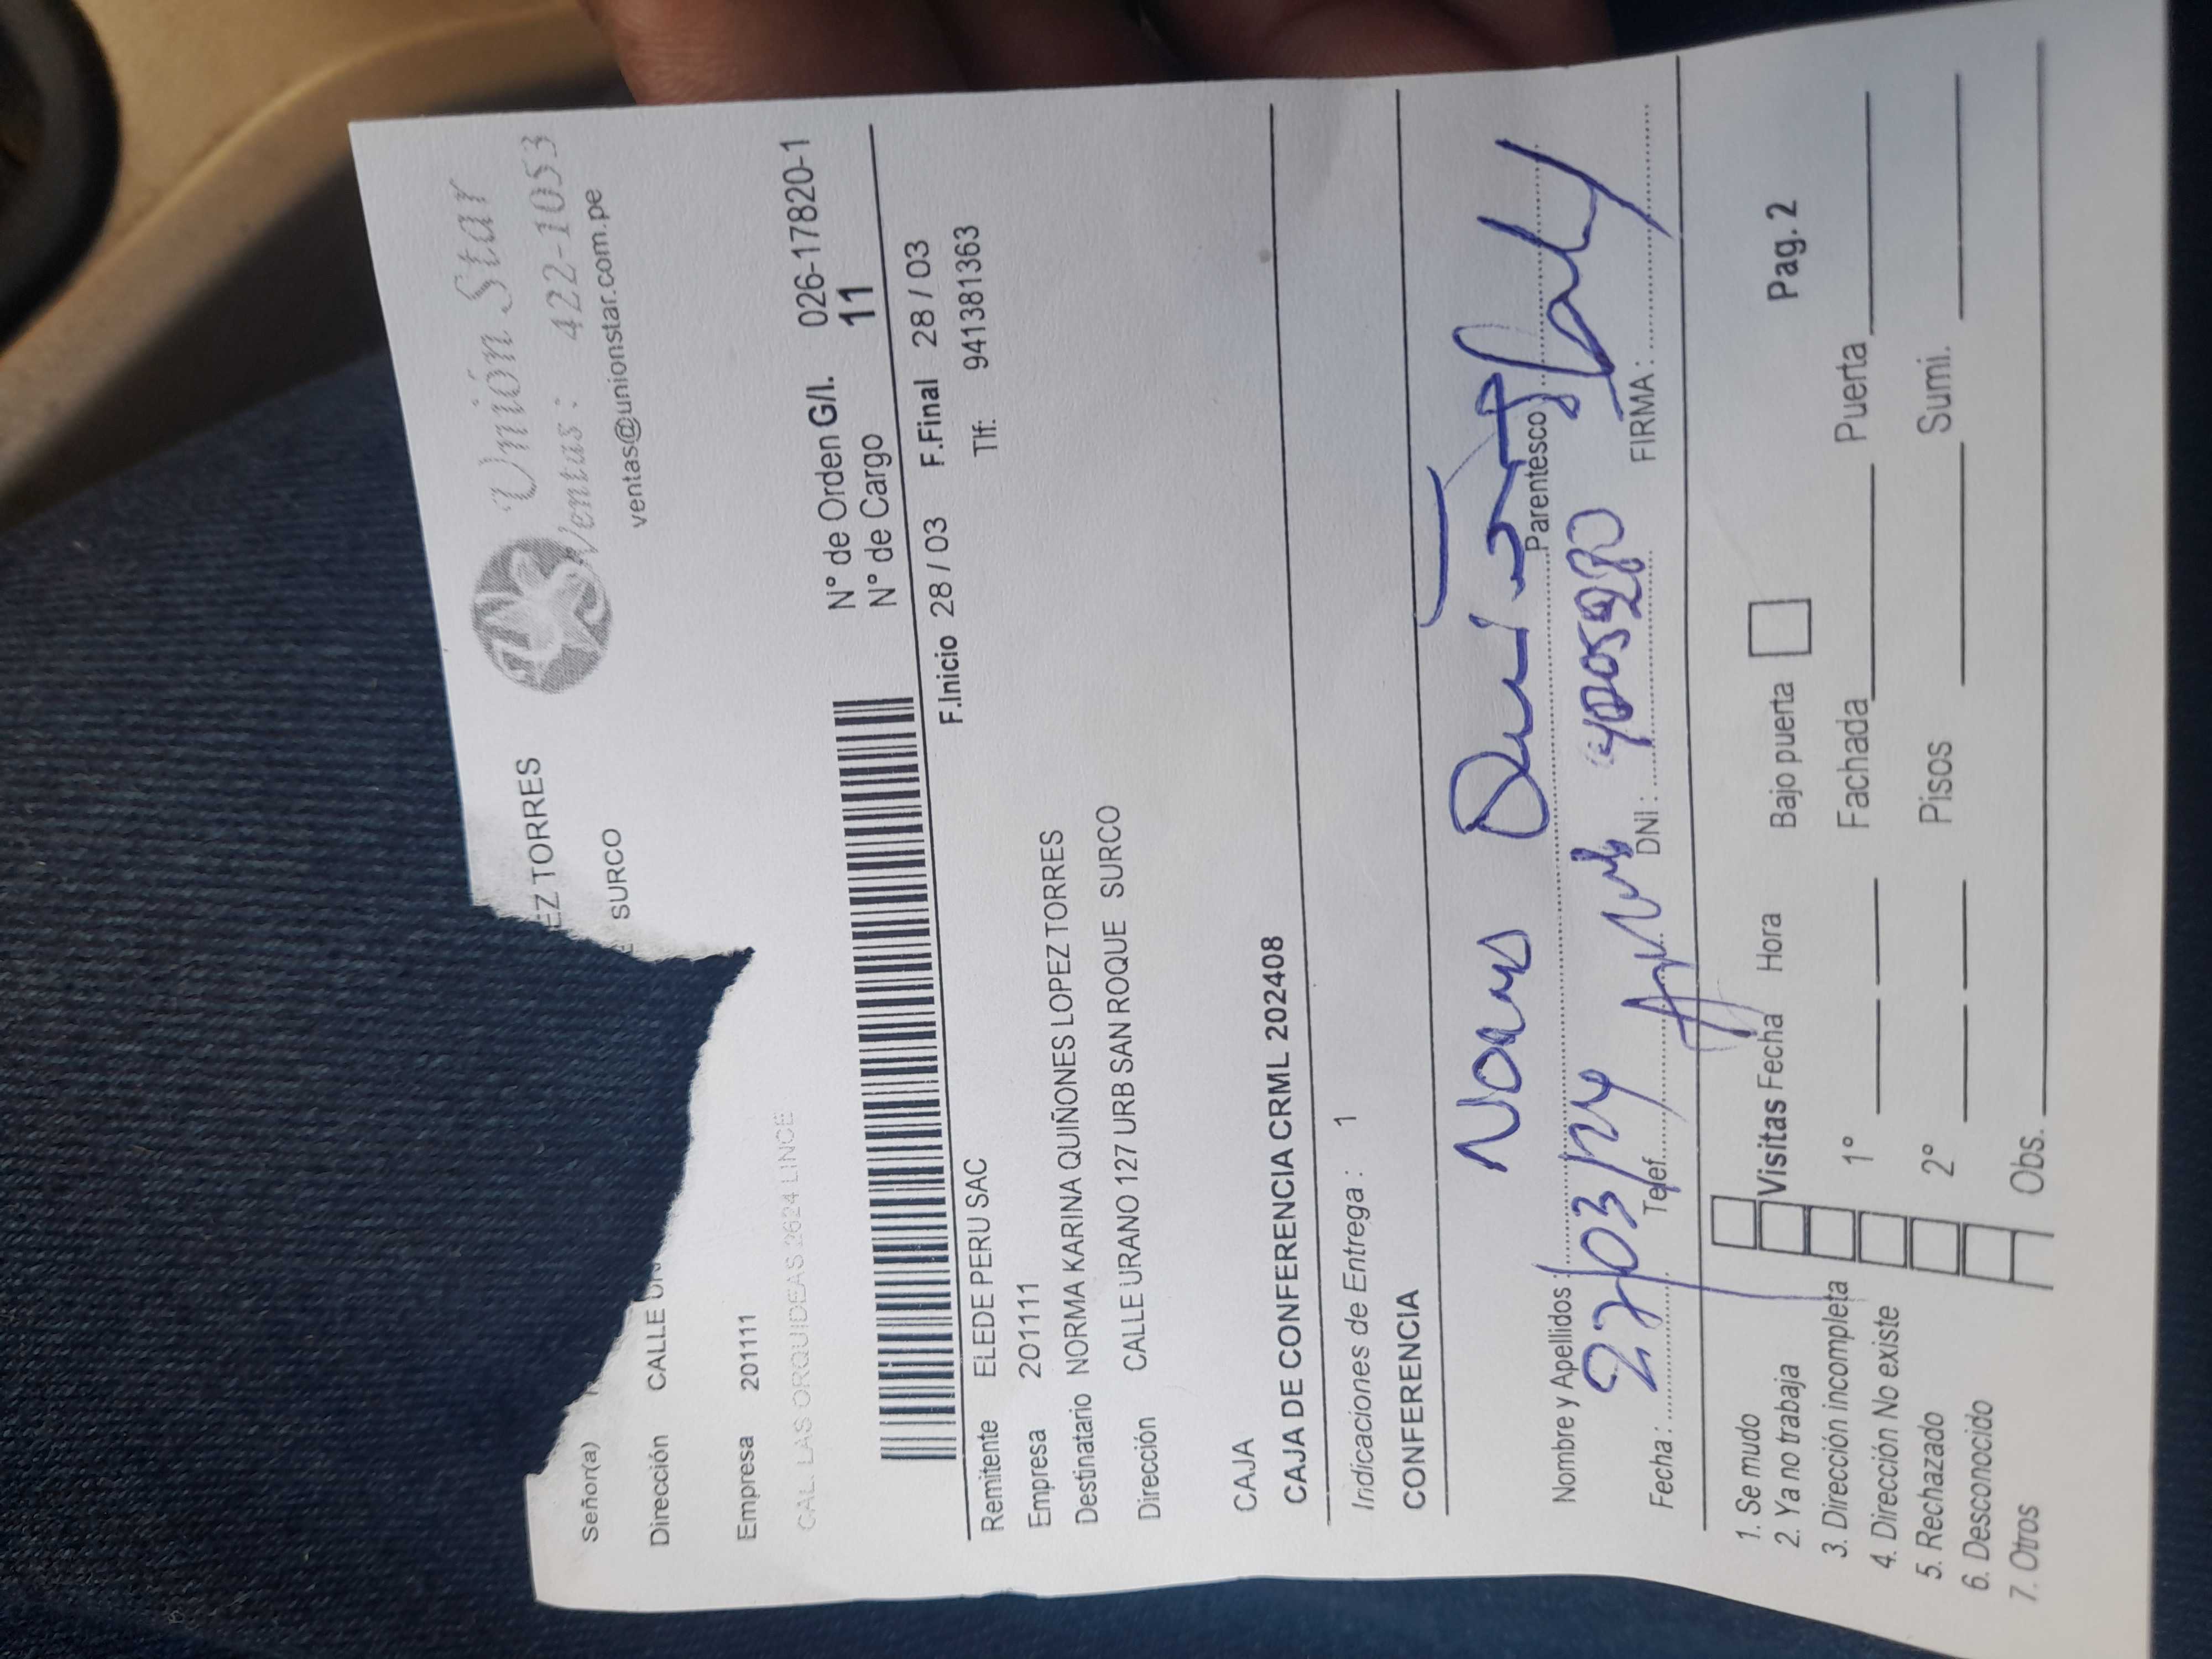 Unión Star
Ventas: 422-1053
ventas@unionstar.com.pe
Señor(a) EZ TORRES
Dirección CALLE SURCO
Empresa 201111
CAL. LAS ORQUIDEAS 2624 LINCE
N° de Orden G/I. 026-17820-1
N° de Cargo 11
F.Inicio 28 / 03 F.Final 28 / 03
Remitente ELEDE PERU SAC
Tlf: 941381363
Empresa 201111
Destinatario NORMA KARINA QUIÑONES LOPEZ TORRES
Dirección CALLE URANO 127 URB SAN ROQUE SURCO
CAJA
CAJA DE CONFERENCIA CRML 202408
Indicaciones de Entrega : 1
CONFERENCIA
Nombre y Apellidos : Parentesco
Fecha : 27/03/24 Telef. DNI : FIRMA :
1. Se mudo
2. Ya no trabaja
3. Dirección incompleta
4. Dirección No existe
5. Rechazado
6. Desconocido
7. Otros
Visitas Fecha Hora Bajo puerta Pag. 2
1° Fachada Puerta
2° Pisos Sumi.
Obs.